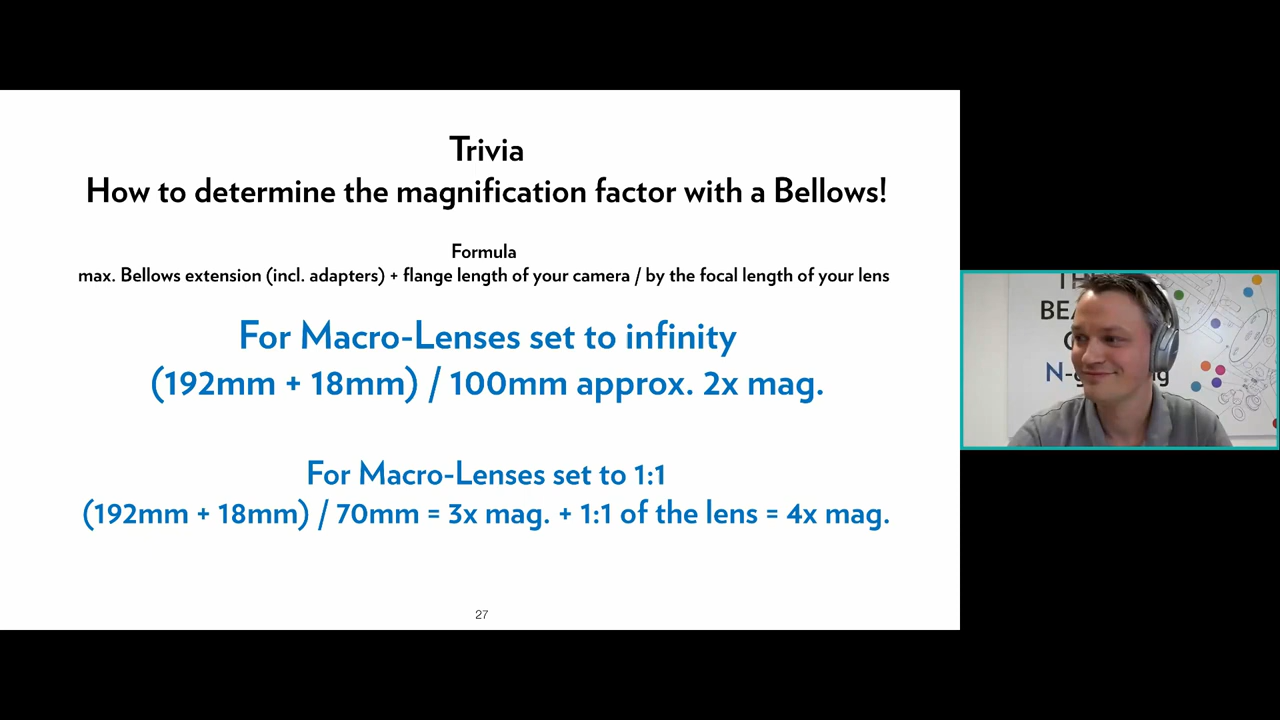 Trivia
How to determine the magnification factor with a Bellows!
Formula
max. Bellows extension (incl. adapters) + flange length of your camera / by the focal length of your lens
For Macro-Lenses set to infinity
(192mm + 18mm) / 100mm approx. 2x mag.
For Macro-Lenses set to 1:1
(192mm + 18mm) / 70mm = 3x mag. + 1:1 of the lens = 4x mag.
27